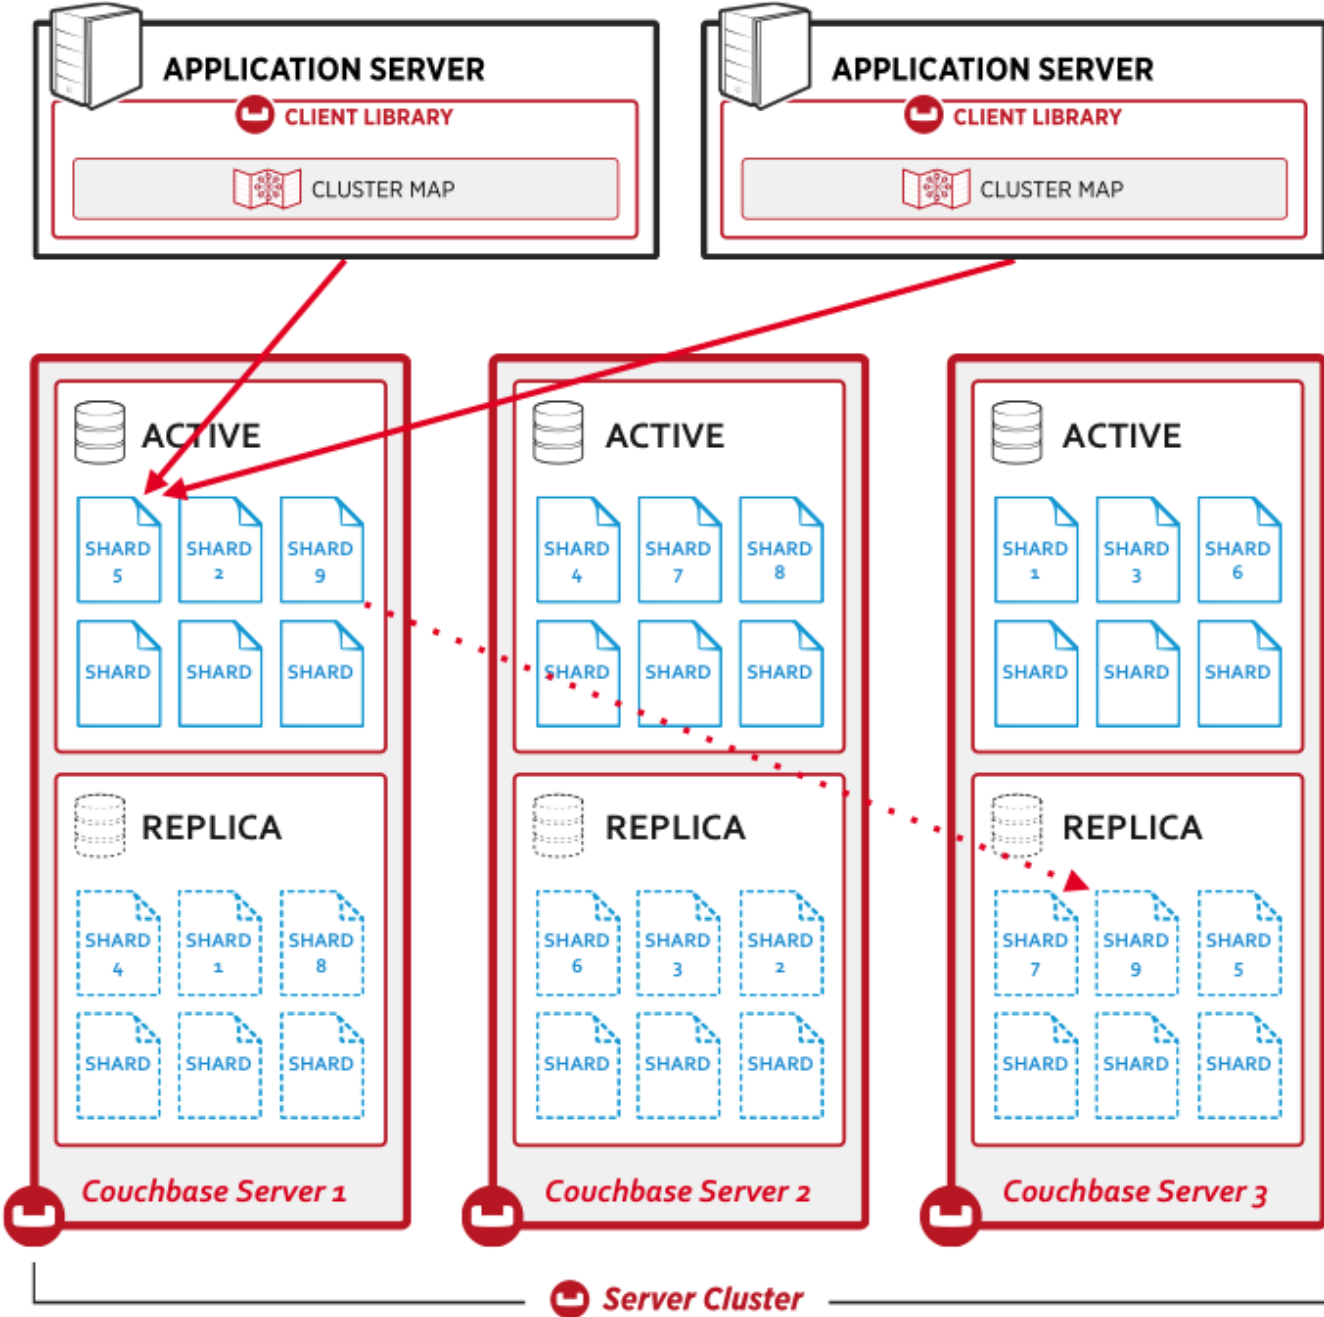 APPLICATION SERVER
CLIENT LIBRARY
CLUSTER MAP
APPLICATION SERVER
CLIENT LIBRARY
CLUSTER MAP
ACTIVE
SHARD 5
SHARD 2
SHARD 9
SHARD
SHARD
SHARD
REPLICA
SHARD 4
SHARD 1
SHARD 8
SHARD
SHARD
SHARD
Couchbase Server 1
ACTIVE
SHARD 4
SHARD 7
SHARD 8
SHARD
SHARD
SHARD
REPLICA
SHARD 6
SHARD 3
SHARD 2
SHARD
SHARD
SHARD
Couchbase Server 2
ACTIVE
SHARD 1
SHARD 3
SHARD 6
SHARD
SHARD
SHARD
REPLICA
SHARD 7
SHARD 9
SHARD 5
SHARD
SHARD
SHARD
Couchbase Server 3
Server Cluster